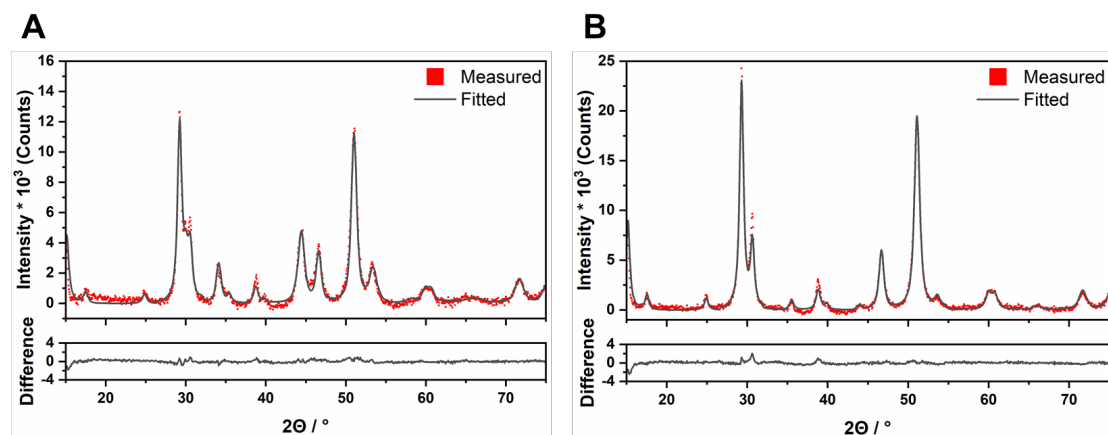 A
Intensity * 10³ (Counts)
16
14
12
10
8
6
4
2
0
Measured
Fitted
Difference
4
-4
20
30
40
50
60
70
2Θ / °
B
Intensity * 10³ (Counts)
25
20
15
10
5
0
Measured
Fitted
Difference
4
0
-4
20
30
40
50
60
70
2Θ / °